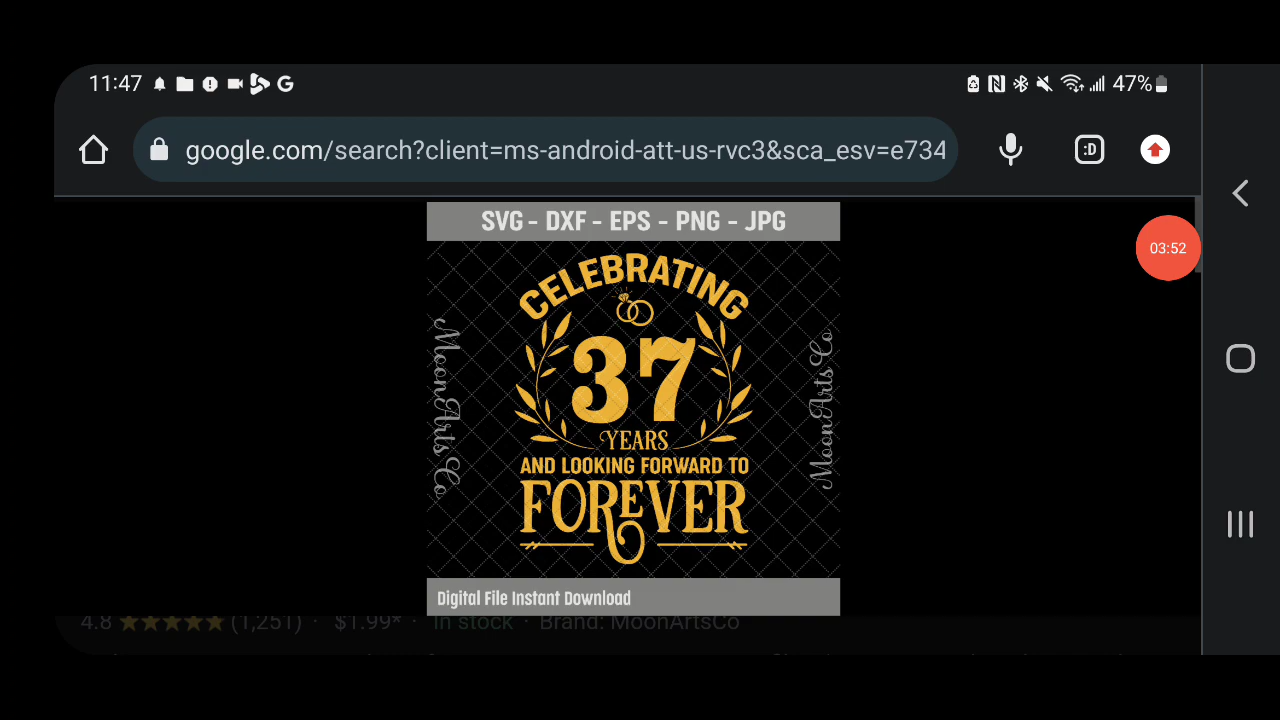 11:47 G 47%
google.com/search?client=ms-android-att-us-rvc3&sca_esv=e734
:D
03:52
SVG - DXF - EPS - PNG - JPG
CELEBRATING
37
YEARS
AND LOOKING FORWARD TO
FOREVER
MoonArtsCo
MoonArtsCo
Digital File Instant Download
4.8 ★★★★★ (1,251) · $1.99* · In stock · Brand: MoonArtsCo